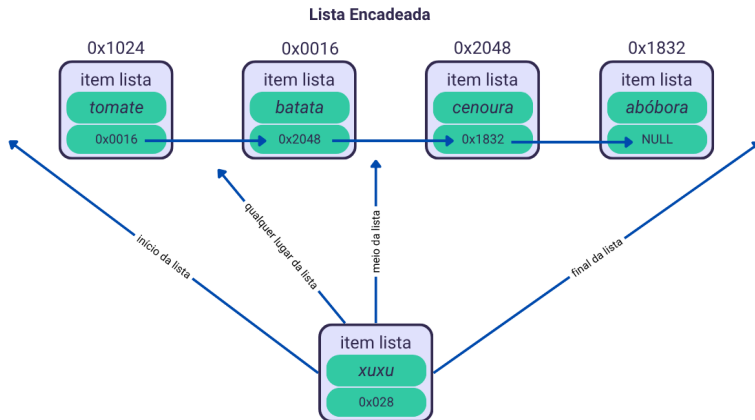 Lista Encadeada
0x1024
0x0016
0x2048
0x1832
item lista
tomate
0x0016
item lista
batata
0x2048
item lista
cenoura
0x1832
item lista
abóbora
NULL
início da lista
qualquer lugar da lista
meio da lista
final da lista
item lista
xuxu
0x028